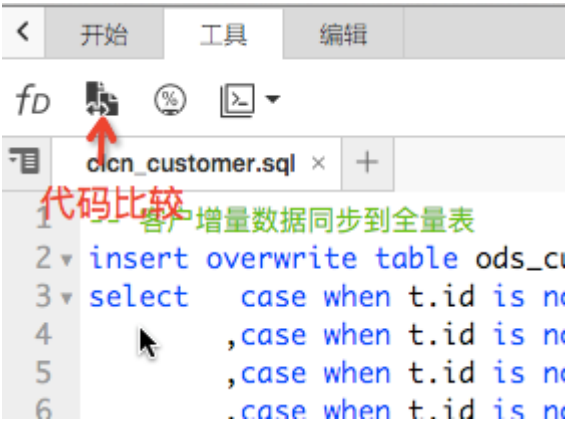 开始 工具 编辑
fD
clcn_customer.sql × +
代码比较
1 -- 客户增量数据同步到全量表
2 insert overwrite table ods_cu
3 select case when t.id is no
4 ,case when t.id is no
5 ,case when t.id is no
6 ,case when t.id is no